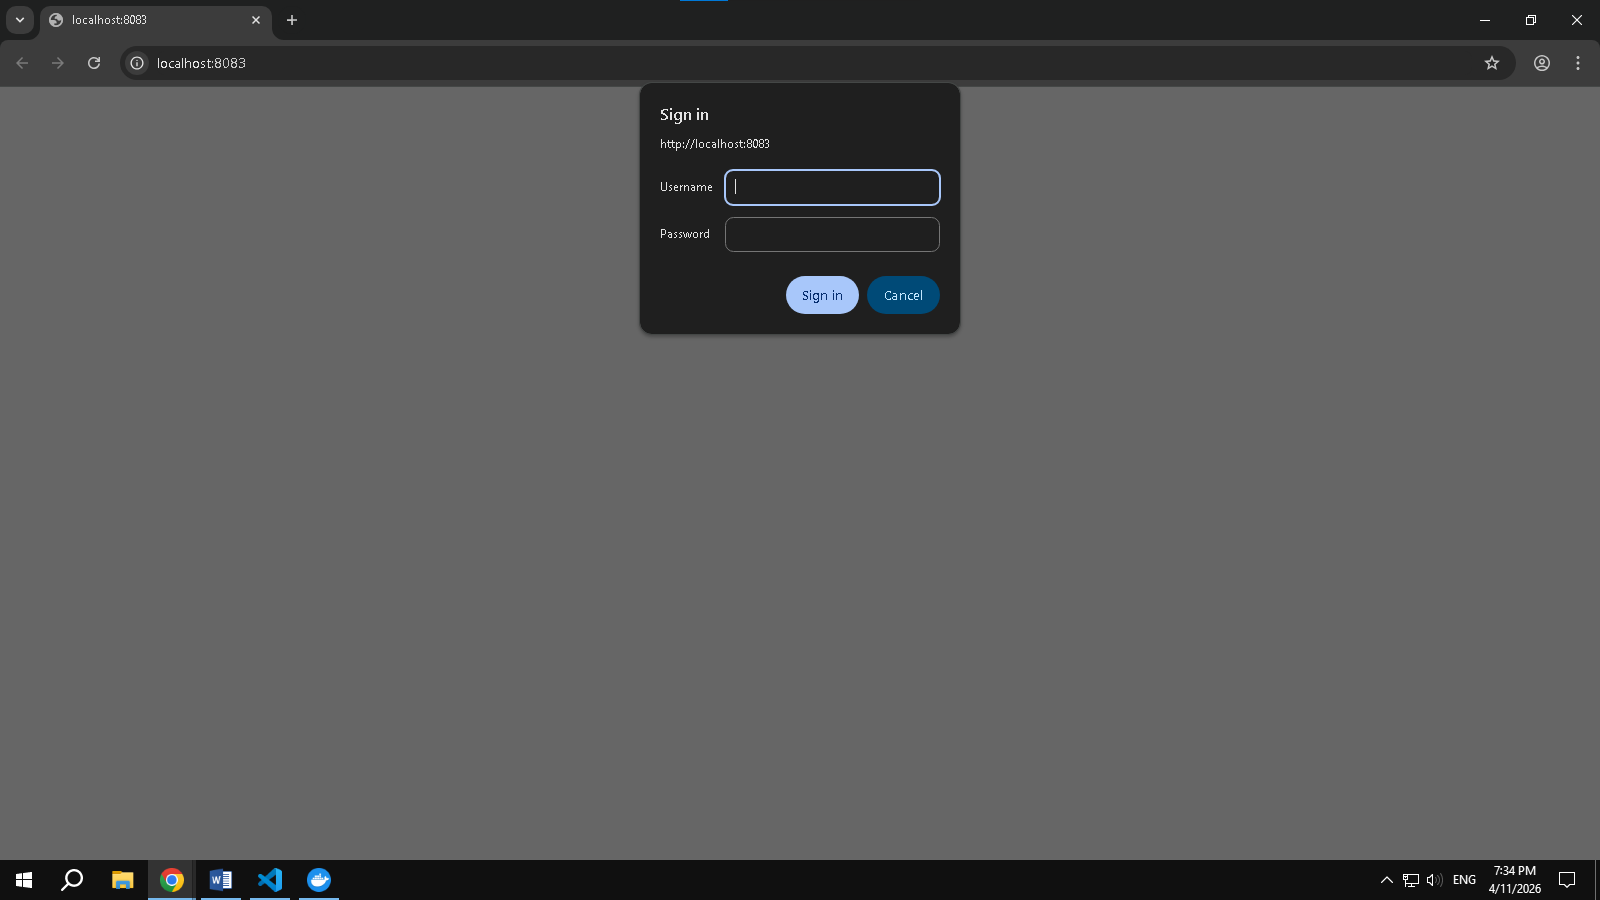 localhost:8083
localhost:8083
Sign in
http://localhost:8083
Username
Password
Sign in
Cancel
ENG
7:34 PM
4/11/2026